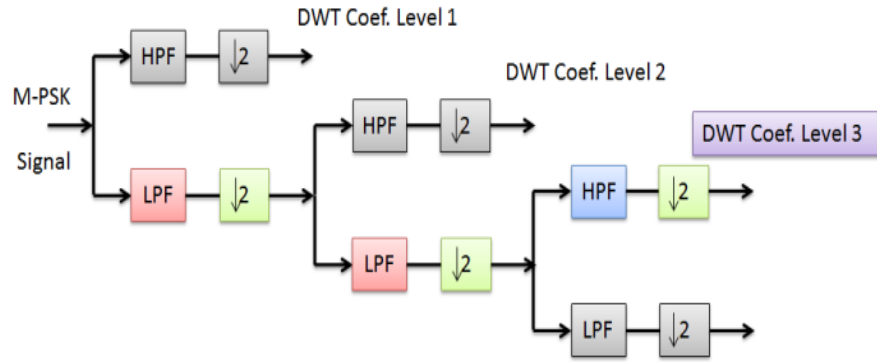 DWT Coef. Level 1
HPF
↓2
M-PSK
Signal
LPF
↓2
DWT Coef. Level 2
HPF
↓2
LPF
↓2
DWT Coef. Level 3
HPF
↓2
LPF
↓2